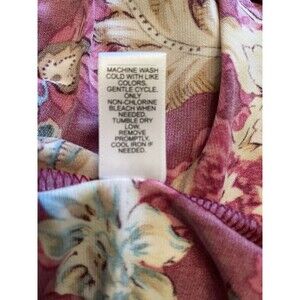 MACHINE WASH
COLD WITH LIKE
COLORS,
GENTLE CYCLE.
ONLY
NON-CHLORINE
BLEACH WHEN
NEEDED.
TUMBLE DRY
LOW.
REMOVE
PROMPTLY.
COOL IRON IF
NEEDED.